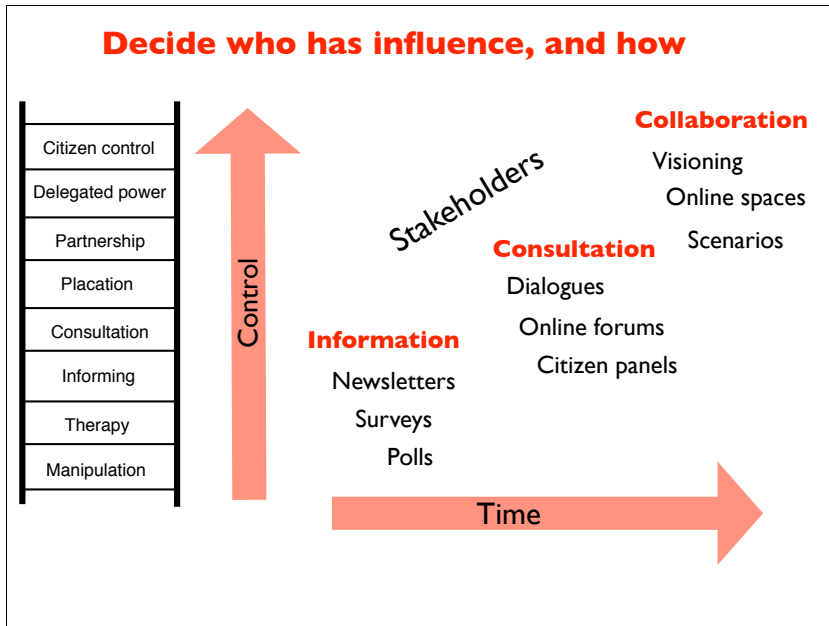 Decide who has influence, and how
Citizen control
Delegated power
Partnership
Placation
Consultation
Informing
Therapy
Manipulation
Control
Stakeholders
Information
Newsletters
Surveys
Polls
Consultation
Dialogues
Online forums
Citizen panels
Collaboration
Visioning
Online spaces
Scenarios
Time